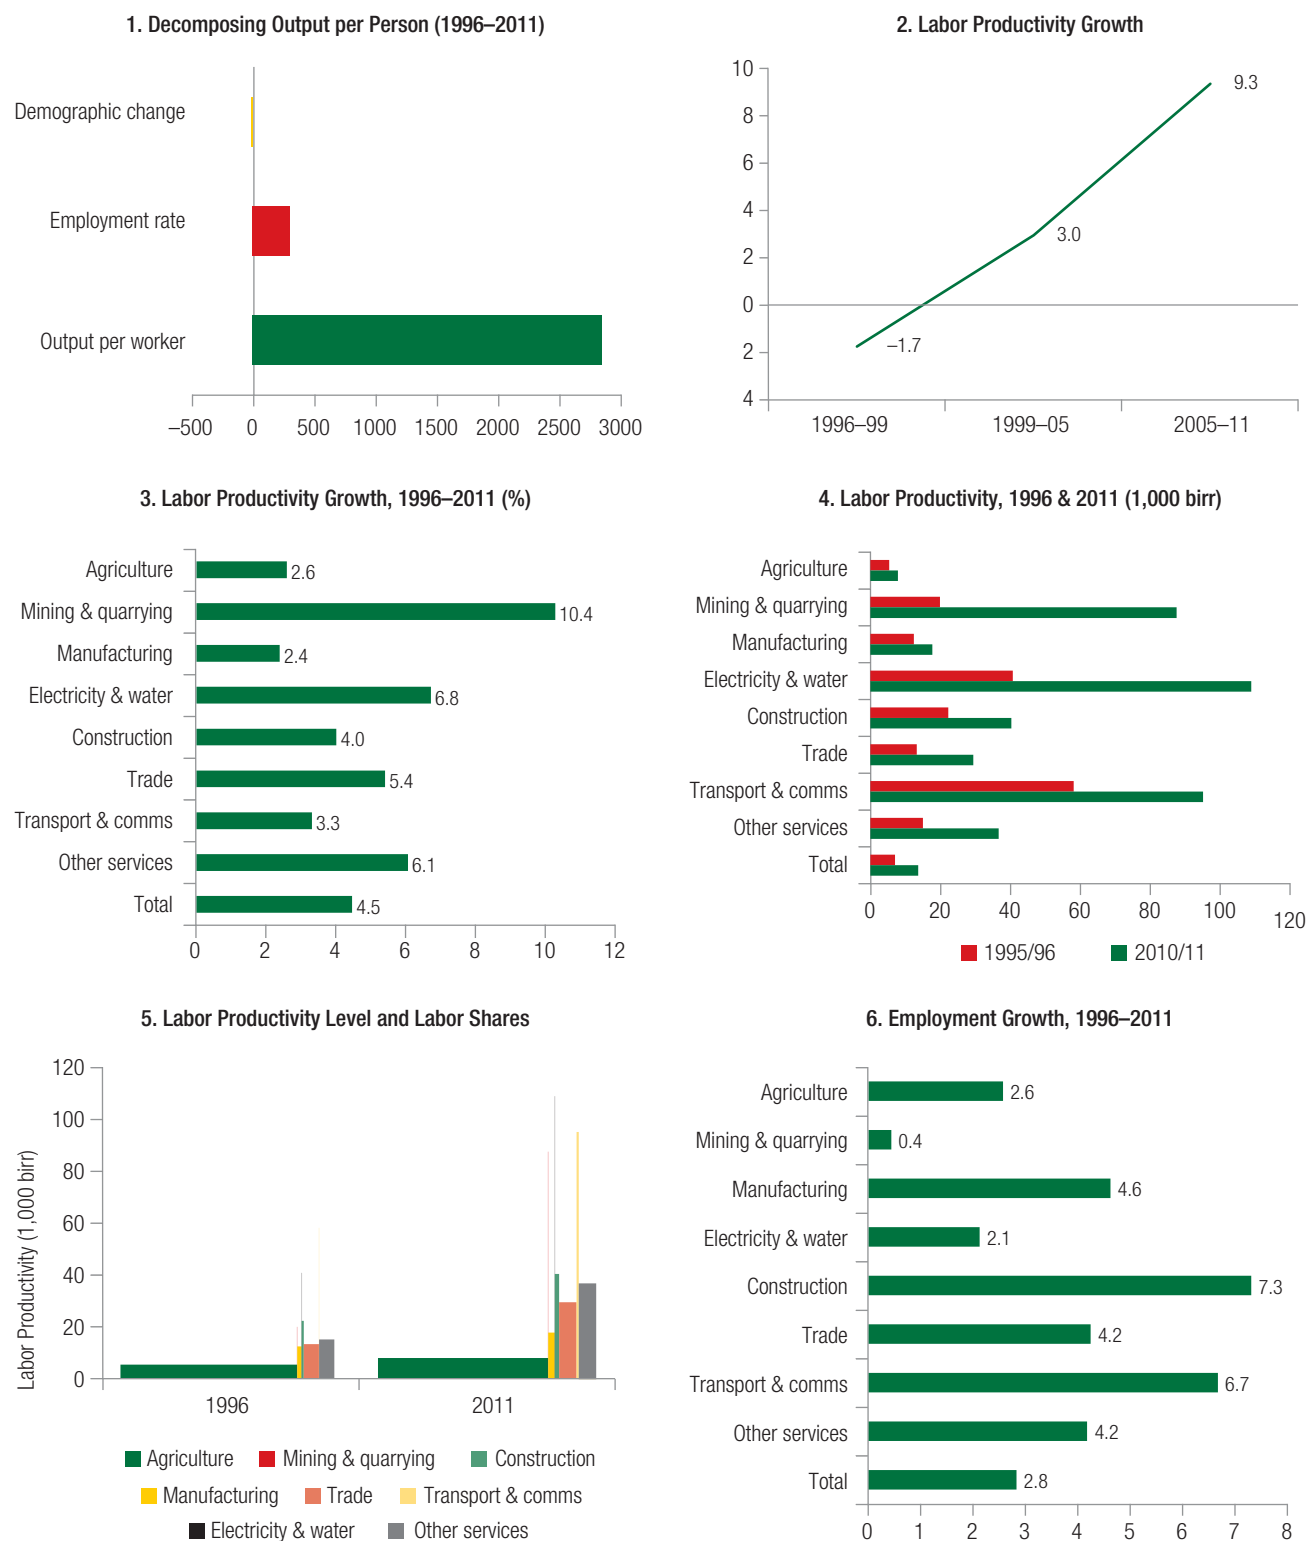 1. Decomposing Output per Person (1996–2011)
Demographic change
Employment rate
Output per worker
–500 0 500 1000 1500 2000 2500 3000
2. Labor Productivity Growth
10
8
6
4
2
0
2
4
9.3
3.0
–1.7
1996–99 1999–05 2005–11
3. Labor Productivity Growth, 1996–2011 (%)
Agriculture 2.6
Mining & quarrying 10.4
Manufacturing 2.4
Electricity & water 6.8
Construction 4.0
Trade 5.4
Transport & comms 3.3
Other services 6.1
Total 4.5
0 2 4 6 8 10 12
4. Labor Productivity, 1996 & 2011 (1,000 birr)
Agriculture
Mining & quarrying
Manufacturing
Electricity & water
Construction
Trade
Transport & comms
Other services
Total
0 20 40 60 80 100 120
1995/96 2010/11
5. Labor Productivity Level and Labor Shares
Labor Productivity (1,000 birr)
120
100
80
60
40
20
0
1996 2011
Agriculture Mining & quarrying Construction
Manufacturing Trade Transport & comms
Electricity & water Other services
6. Employment Growth, 1996–2011
Agriculture 2.6
Mining & quarrying 0.4
Manufacturing 4.6
Electricity & water 2.1
Construction 7.3
Trade 4.2
Transport & comms 6.7
Other services 4.2
Total 2.8
0 1 2 3 4 5 6 7 8